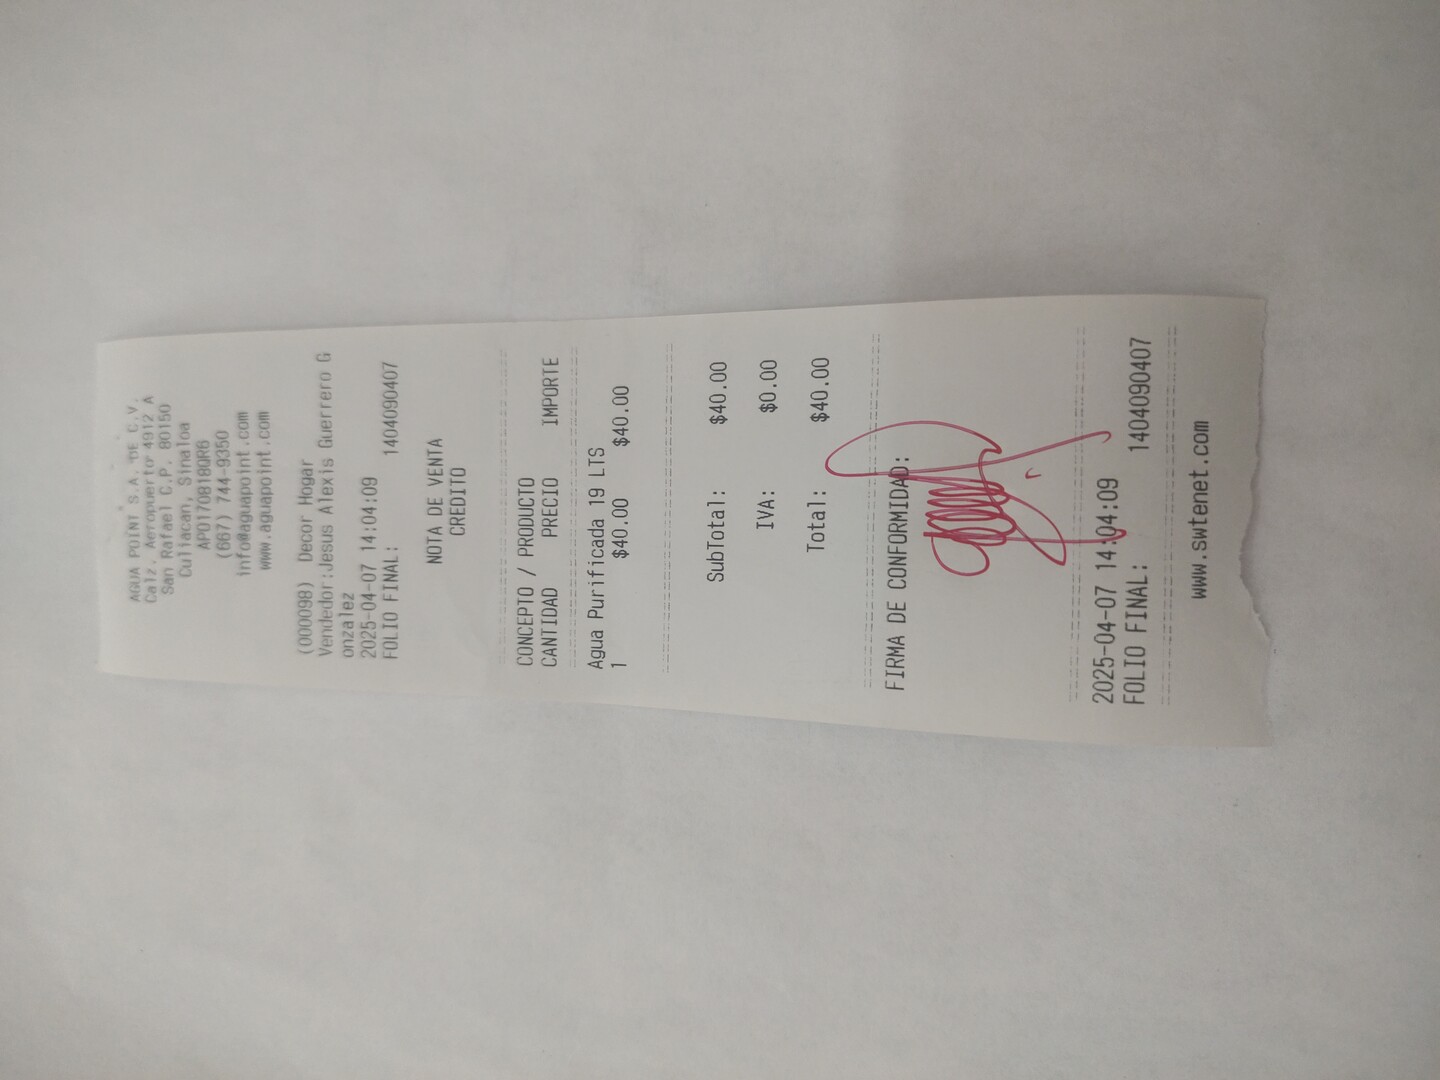 AGUA POINT S.A. DE C.V.
Calz. Aeropuerto 4912 A
San Rafael C.P. 80150
Culiacan, Sinaloa
APO170818QR6
(667) 744-9350
info@aguapoint.com
www.aguapoint.com
(000098) Decor Hogar
Vendedor:Jesus Alexis Guerrero G
onzalez
2025-04-07 14:04:09
FOLIO FINAL: 1404090407
NOTA DE VENTA
CREDITO
CONCEPTO / PRODUCTO
CANTIDAD PRECIO IMPORTE
Agua Purificada 19 LTS
1 $40.00 $40.00
SubTotal: $40.00
IVA: $0.00
Total: $40.00
FIRMA DE CONFORMIDAD:
2025-04-07 14:04:09
FOLIO FINAL: 1404090407
www.swtenet.com